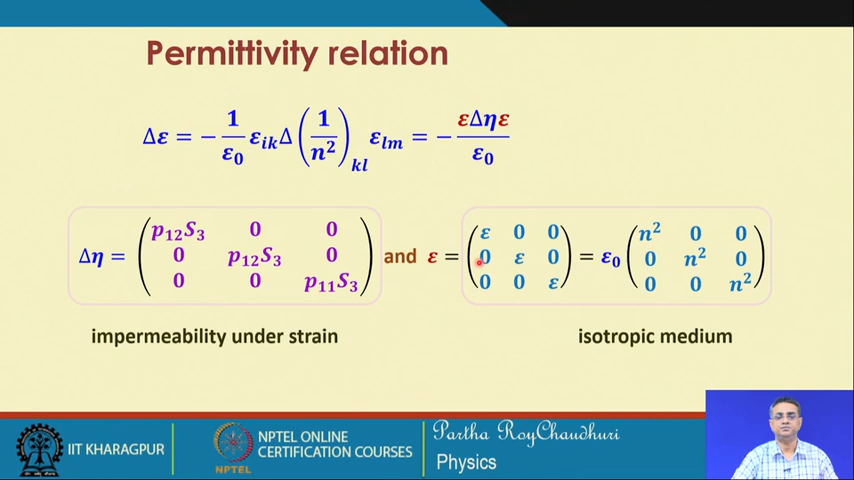 Permittivity relation
Δε = − 1/ε₀ ε_ik Δ(1/n²)_kl ε_lm = − εΔηε/ε₀
Δη = ( p₁₂S₃ 0 0
0 p₁₂S₃ 0
0 0 p₁₁S₃ )
and ε = ( ε 0 0
0 ε 0
0 0 ε )
= ε₀ ( n² 0 0
0 n² 0
0 0 n² )
impermeability under strain
isotropic medium
IIT KHARAGPUR
NPTEL
NPTEL ONLINE
CERTIFICATION COURSES
Partha RoyChaudhuri
Physics